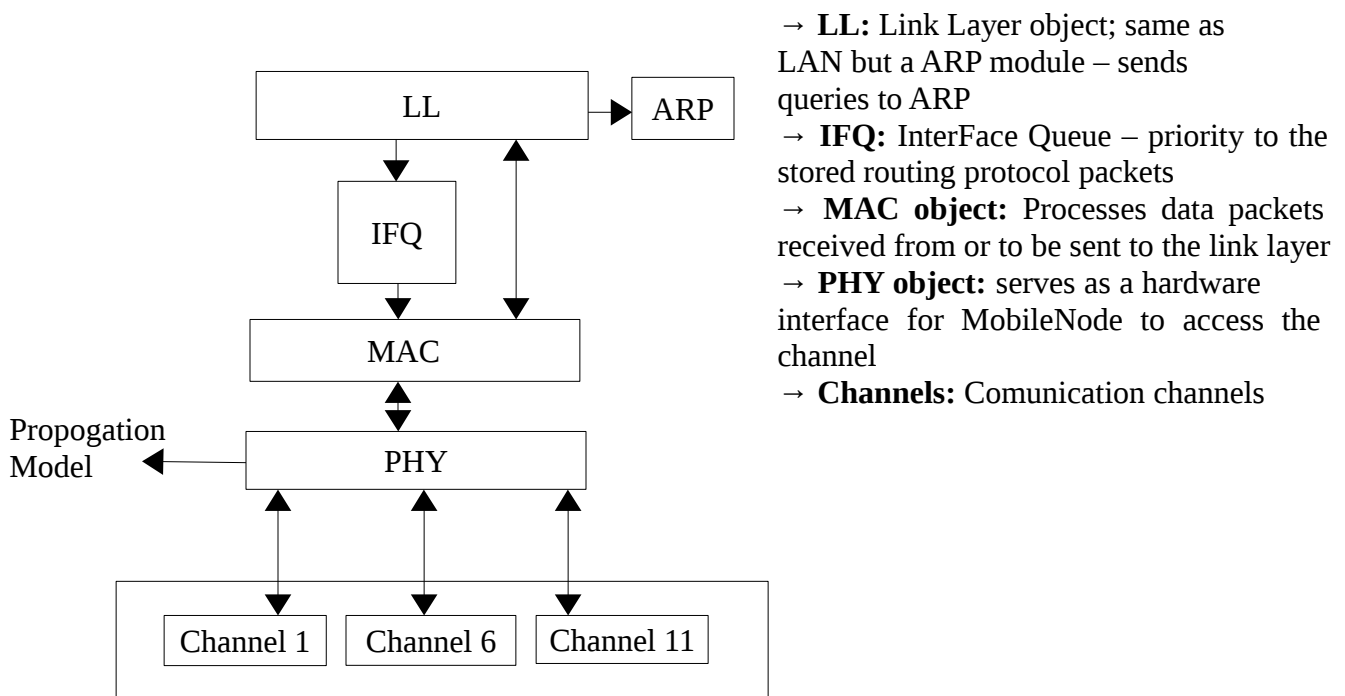 LL
ARP
IFQ
MAC
Propogation
Model
PHY
Channel 1
Channel 6
Channel 11
→ LL: Link Layer object; same as
LAN but a ARP module – sends
queries to ARP
→ IFQ: InterFace Queue – priority to the
stored routing protocol packets
→ MAC object: Processes data packets
received from or to be sent to the link layer
→ PHY object: serves as a hardware
interface for MobileNode to access the
channel
→ Channels: Comunication channels